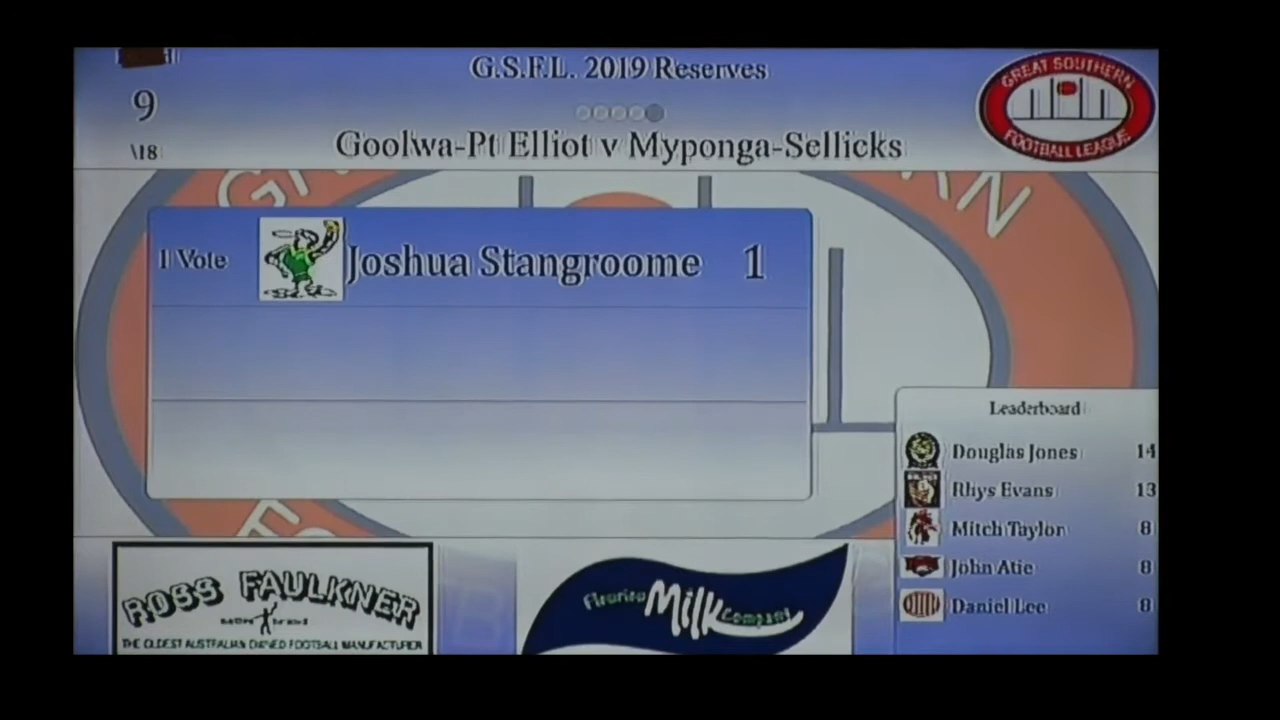 G.S.F.L. 2019 Reserves
9
\18
Goolwa-Pt Elliot v Myponga-Sellicks
GREAT SOUTHERN
FOOTBALL LEAGUE
1 Vote
Joshua Stangroome 1
Leaderboard
Douglas Jones 14
Rhys Evans 13
Mitch Taylor 8
John Atie 8
Daniel Lee 8
ROSS FAULKNER
THE OLDEST AUSTRALIAN OWNED FOOTBALL MANUFACTURER
Fleurieu Milk Company